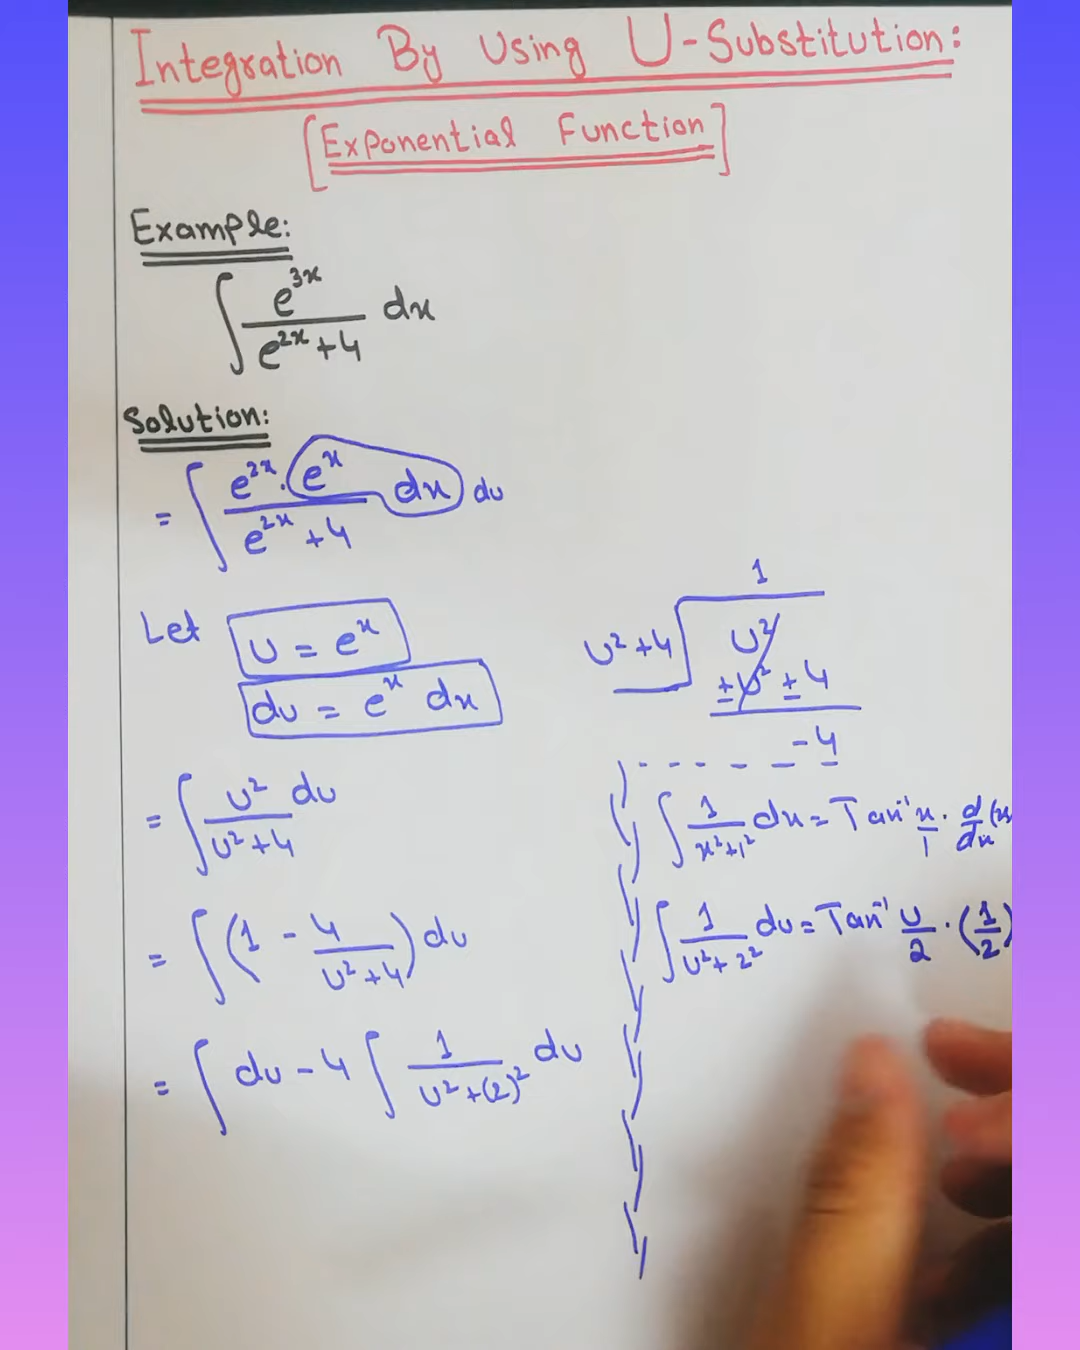 Integration By Using U-Substitution:
[Exponential Function]
Example:
∫ e^3x / e^2x + 4 dx
Solution:
= ∫ e^2x . e^x / e^2x + 4 dx du
Let u = e^x
du = e^x dx
= ∫ u² / u² + 4 du
= ∫ (1 - 4 / u² + 4) du
= ∫ du - 4 ∫ 1 / u² + (2)² du
1
u² + 4 u²
± u² ± 4
- 4
∫ 1 / x² + 1² dx = Tan⁻¹ x / 1 . d / dx (x
∫ 1 / u² + 2² du = Tan⁻¹ u / 2 . (1 / 2)